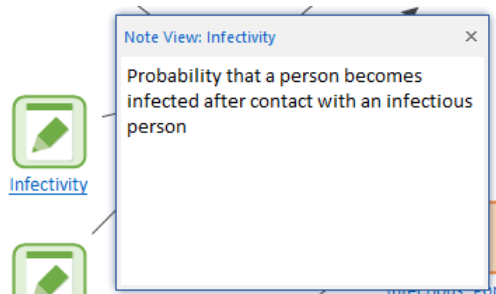 Note View: Infectivity
Probability that a person becomes
infected after contact with an infectious
person
Infectivity